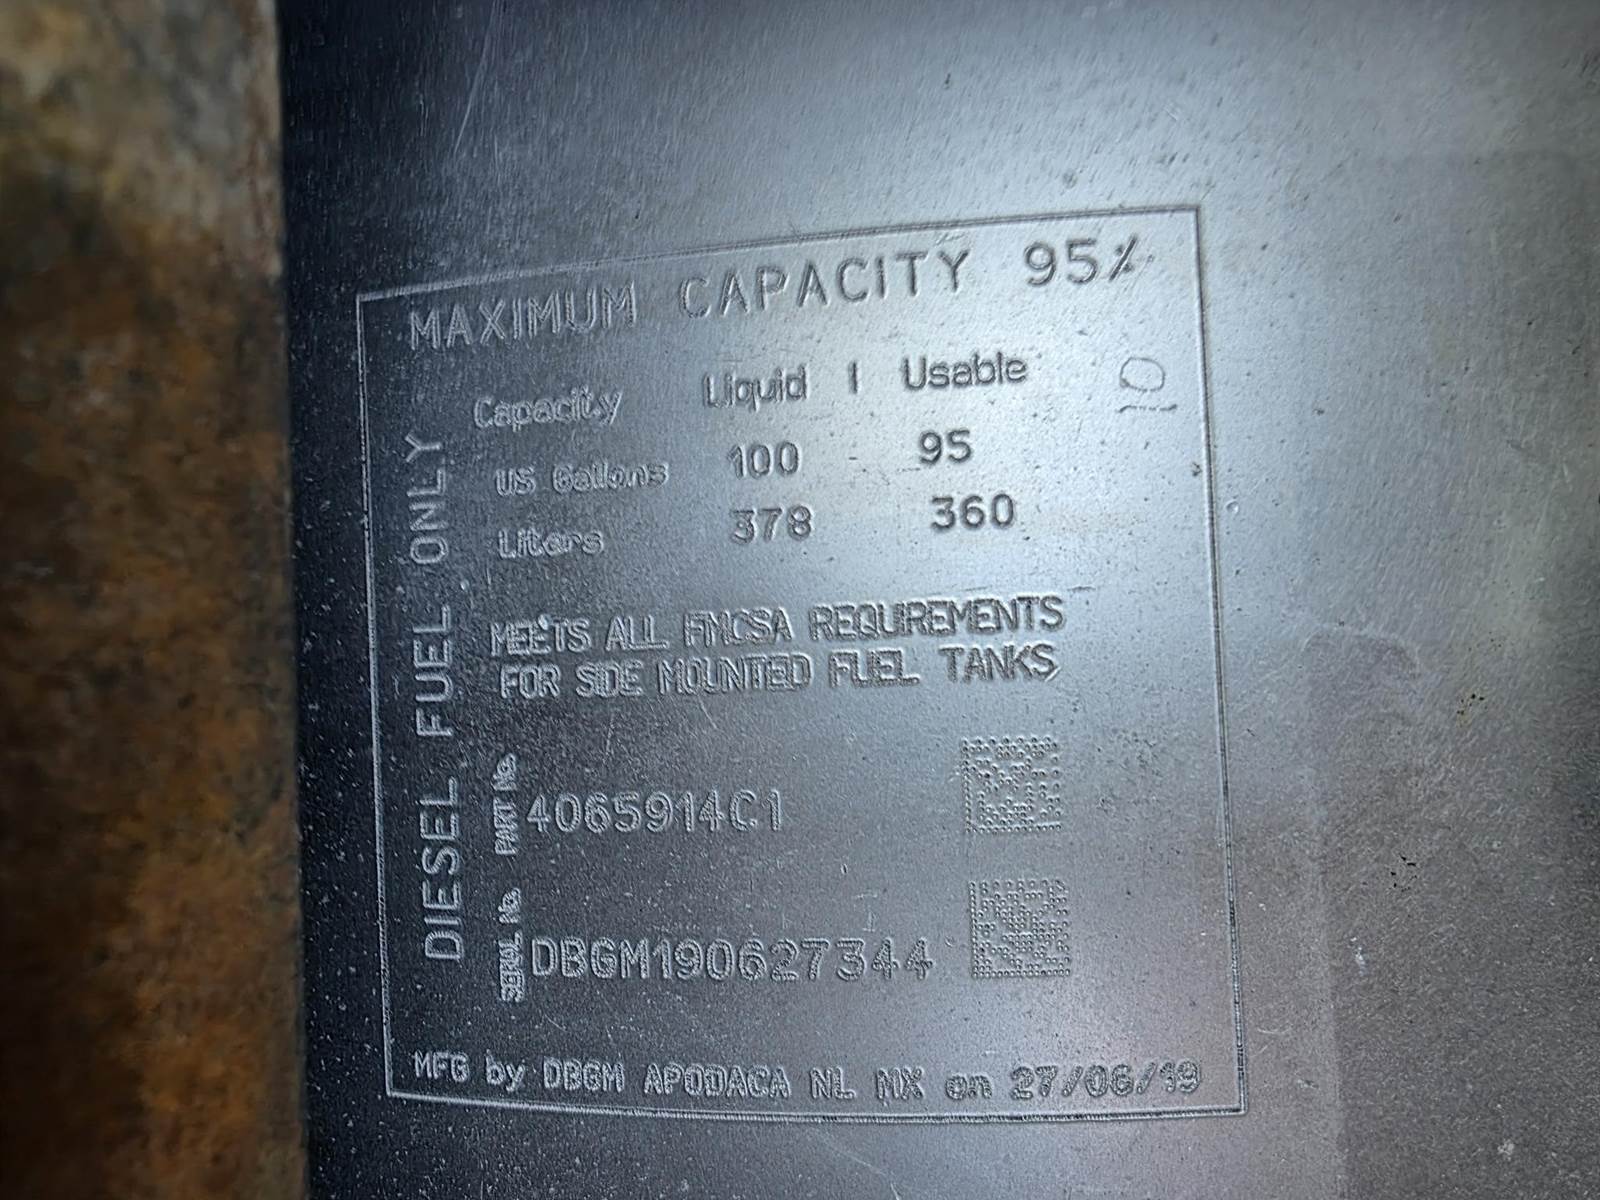 MAXIMUM CAPACITY 95%
Capacity Liquid | Usable
US Gallons 100 95
Liters 378 360
10
DIESEL FUEL ONLY
MEETS ALL FMCSA REQUIREMENTS
FOR SIDE MOUNTED FUEL TANKS
PART No. 4065914C1
SERIAL No. DBGM190627344
MFG by DBGM APODACA NL MX on 27/06/19